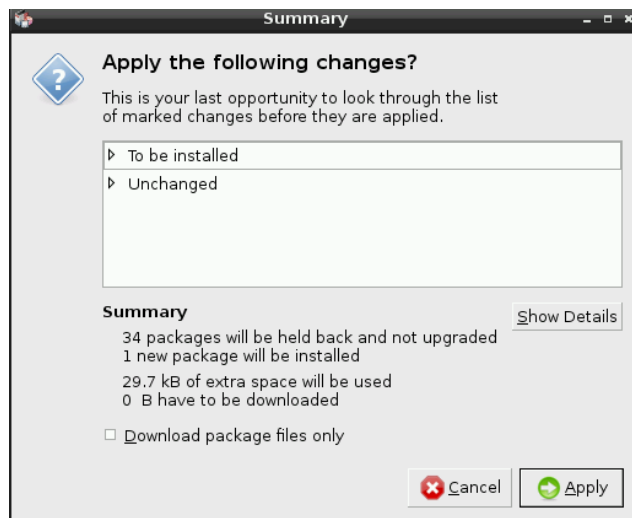 Summary
Apply the following changes?
This is your last opportunity to look through the list
of marked changes before they are applied.
To be installed
Unchanged
Summary
Show Details
34 packages will be held back and not upgraded
1 new package will be installed
29.7 kB of extra space will be used
0  B have to be downloaded
Download package files only
Cancel
Apply